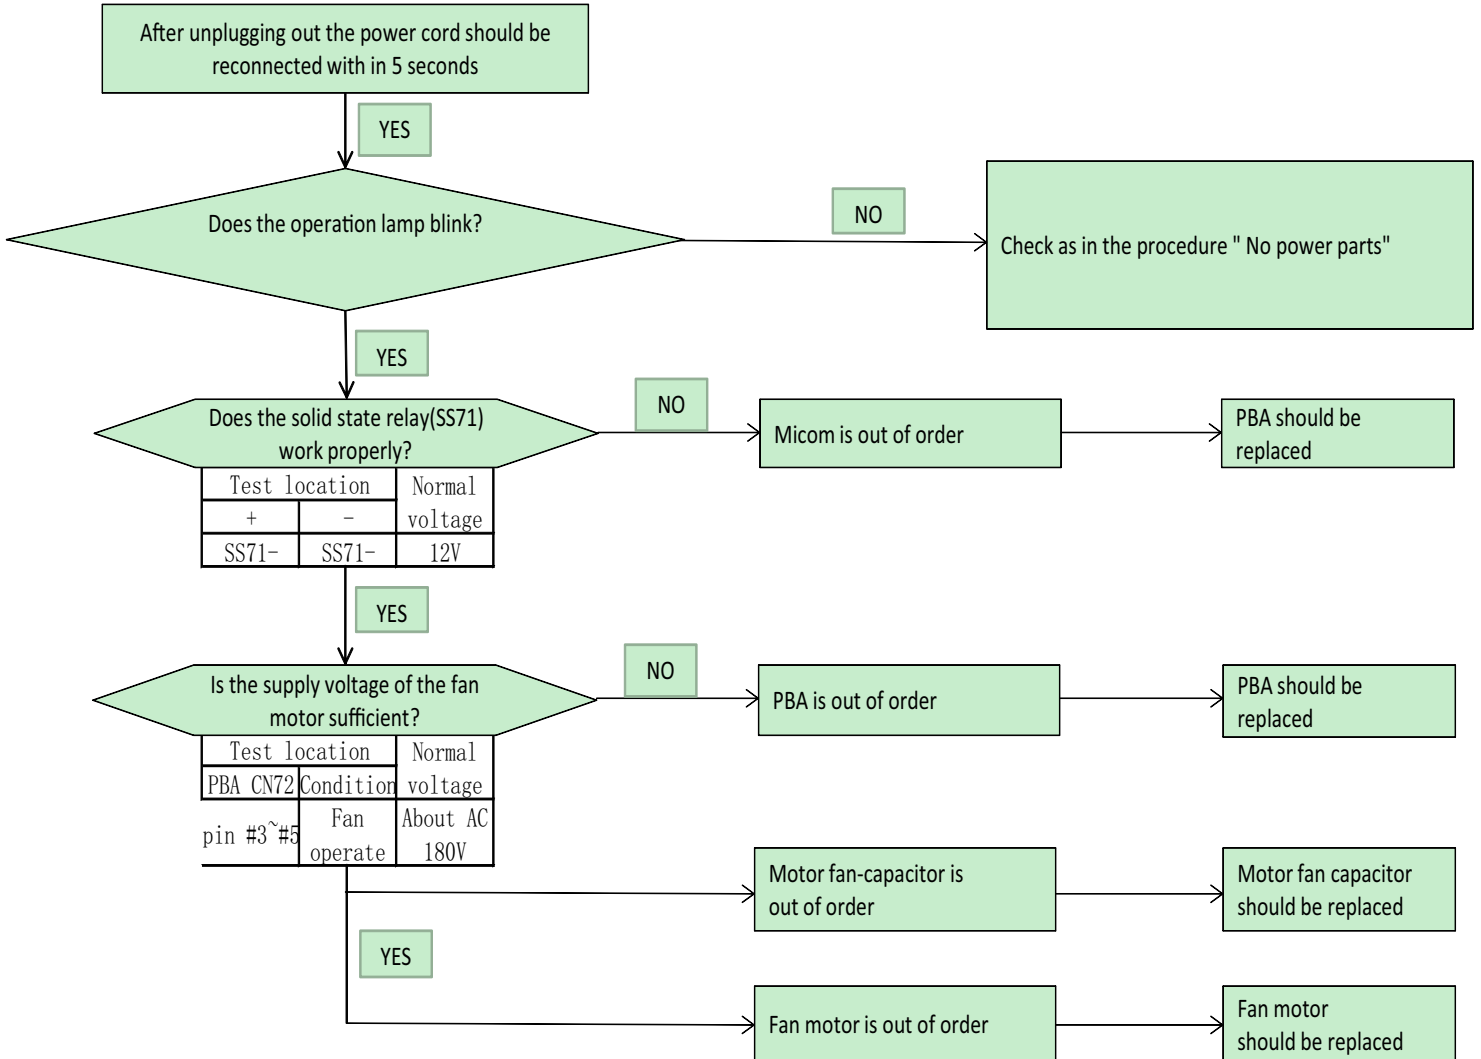 After unplugging out the power cord should be
reconnected with in 5 seconds
YES
Does the operation lamp blink?
NO
Check as in the procedure " No power parts"
YES
Does the solid state relay(SS71)
work properly?
NO
Micom is out of order
PBA should be
replaced
Test location Normal
+ - voltage
SS71- SS71- 12V
YES
Is the supply voltage of the fan
motor sufficient?
NO
PBA is out of order
PBA should be
replaced
Test location Normal
PBA CN72 Condition voltage
pin #3~#5 Fan About AC
operate 180V
Motor fan-capacitor is
out of order
Motor fan capacitor
should be replaced
YES
Fan motor is out of order
Fan motor
should be replaced